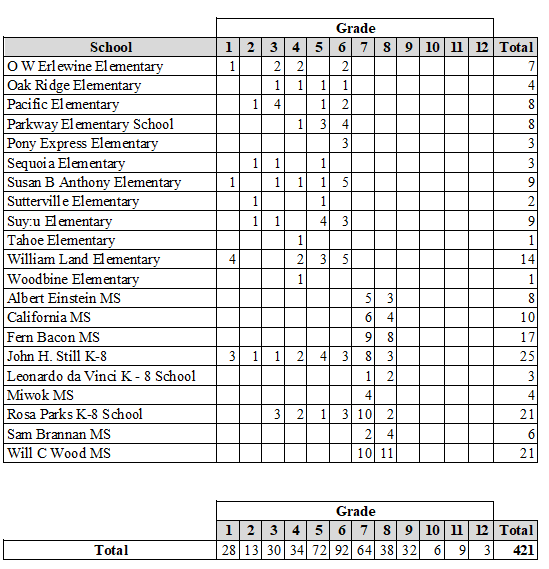 Grade
School 1 2 3 4 5 6 7 8 9 10 11 12 Total
O W Erlewine Elementary 1 2 2 2 7
Oak Ridge Elementary 1 1 1 1 4
Pacific Elementary 1 4 1 2 8
Parkway Elementary School 1 3 4 8
Pony Express Elementary 3 3
Sequoia Elementary 1 1 1 3
Susan B Anthony Elementary 1 1 1 1 5 9
Sutterville Elementary 1 1 2
Suy:u Elementary 1 1 4 3 9
Tahoe Elementary 1 1
William Land Elementary 4 2 3 5 14
Woodbine Elementary 1 1
Albert Einstein MS 5 3 8
California MS 6 4 10
Fern Bacon MS 9 8 17
John H. Still K-8 3 1 1 2 4 3 8 3 25
Leonardo da Vinci K - 8 School 1 2 3
Miwok MS 4 4
Rosa Parks K-8 School 3 2 1 3 10 2 21
Sam Brannan MS 2 4 6
Will C Wood MS 10 11 21
Grade
1 2 3 4 5 6 7 8 9 10 11 12 Total
Total 28 13 30 34 72 92 64 38 32 6 9 3 421